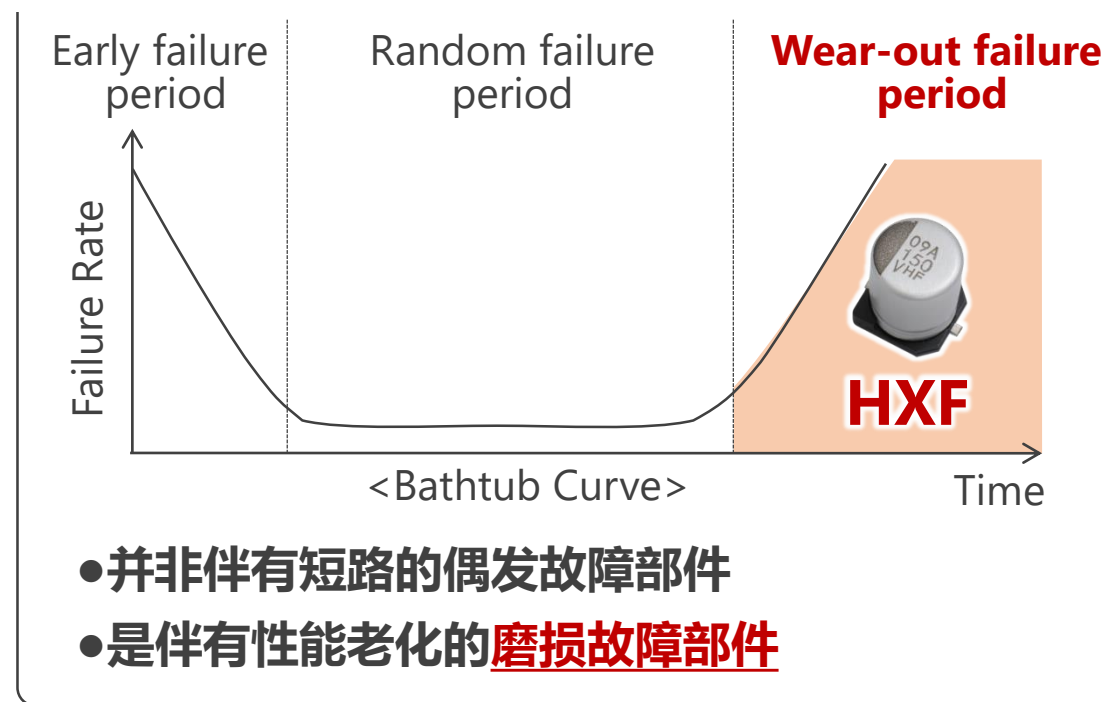 Early failure
period
Random failure
period
Wear-out failure
period
Failure Rate
09A
150
VHF
HXF
<Bathtub Curve>
Time
●并非伴有短路的偶发故障部件
●是伴有性能老化的磨损故障部件